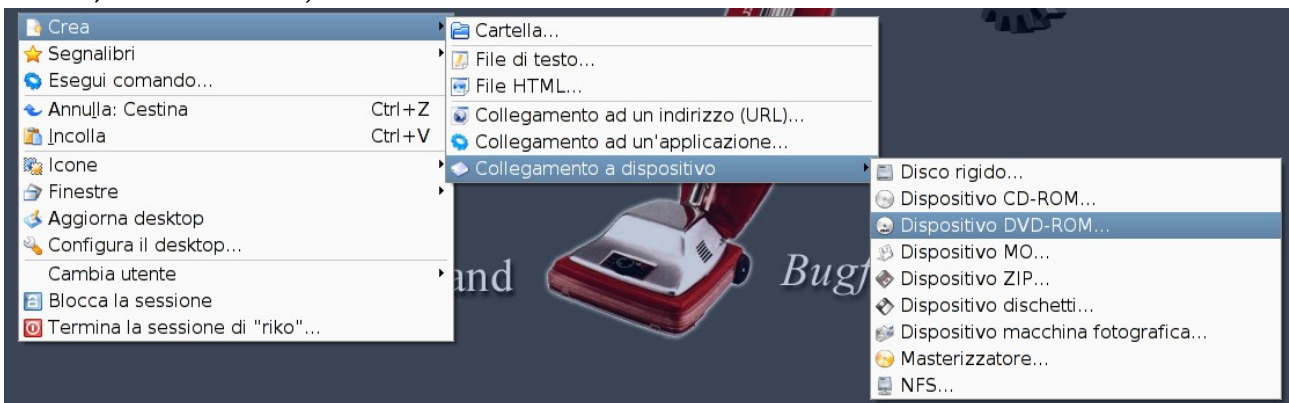 Crea
Segnalibri
Esegui comando...
Annulla: Cestina Ctrl+Z
Incolla Ctrl+V
Icone
Finestre
Aggiorna desktop
Configura il desktop...
Cambia utente
Blocca la sessione
Termina la sessione di "riko"...
Cartella...
File di testo...
File HTML...
Collegamento ad un indirizzo (URL)...
Collegamento ad un'applicazione...
Collegamento a dispositivo
Disco rigido...
Dispositivo CD-ROM...
Dispositivo DVD-ROM...
Dispositivo MO...
Dispositivo ZIP...
Dispositivo dischetti...
Dispositivo macchina fotografica...
Masterizzatore...
NFS...
and Bugf